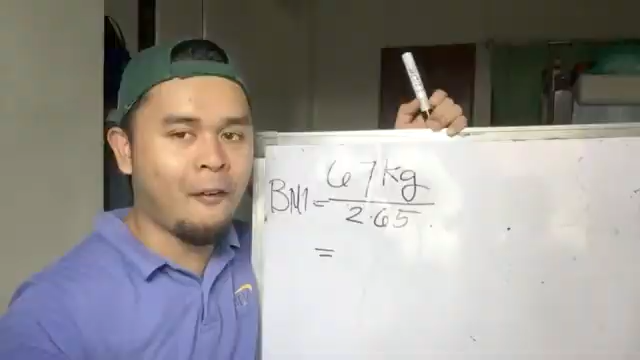 67kg
BMI =
2.65
=